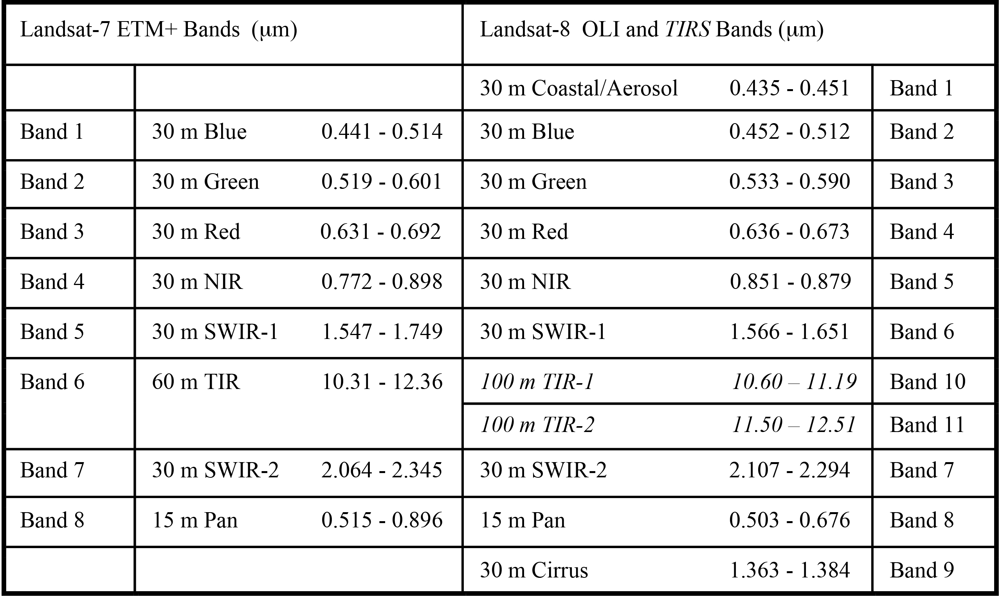 Landsat-7 ETM+ Bands (μm) Landsat-8 OLI and TIRS Bands (μm)
30 m Coastal/Aerosol 0.435 - 0.451 Band 1
Band 1 30 m Blue 0.441 - 0.514 30 m Blue 0.452 - 0.512 Band 2
Band 2 30 m Green 0.519 - 0.601 30 m Green 0.533 - 0.590 Band 3
Band 3 30 m Red 0.631 - 0.692 30 m Red 0.636 - 0.673 Band 4
Band 4 30 m NIR 0.772 - 0.898 30 m NIR 0.851 - 0.879 Band 5
Band 5 30 m SWIR-1 1.547 - 1.749 30 m SWIR-1 1.566 - 1.651 Band 6
Band 6 60 m TIR 10.31 - 12.36 100 m TIR-1 10.60 – 11.19 Band 10
100 m TIR-2 11.50 – 12.51 Band 11
Band 7 30 m SWIR-2 2.064 - 2.345 30 m SWIR-2 2.107 - 2.294 Band 7
Band 8 15 m Pan 0.515 - 0.896 15 m Pan 0.503 - 0.676 Band 8
30 m Cirrus 1.363 - 1.384 Band 9